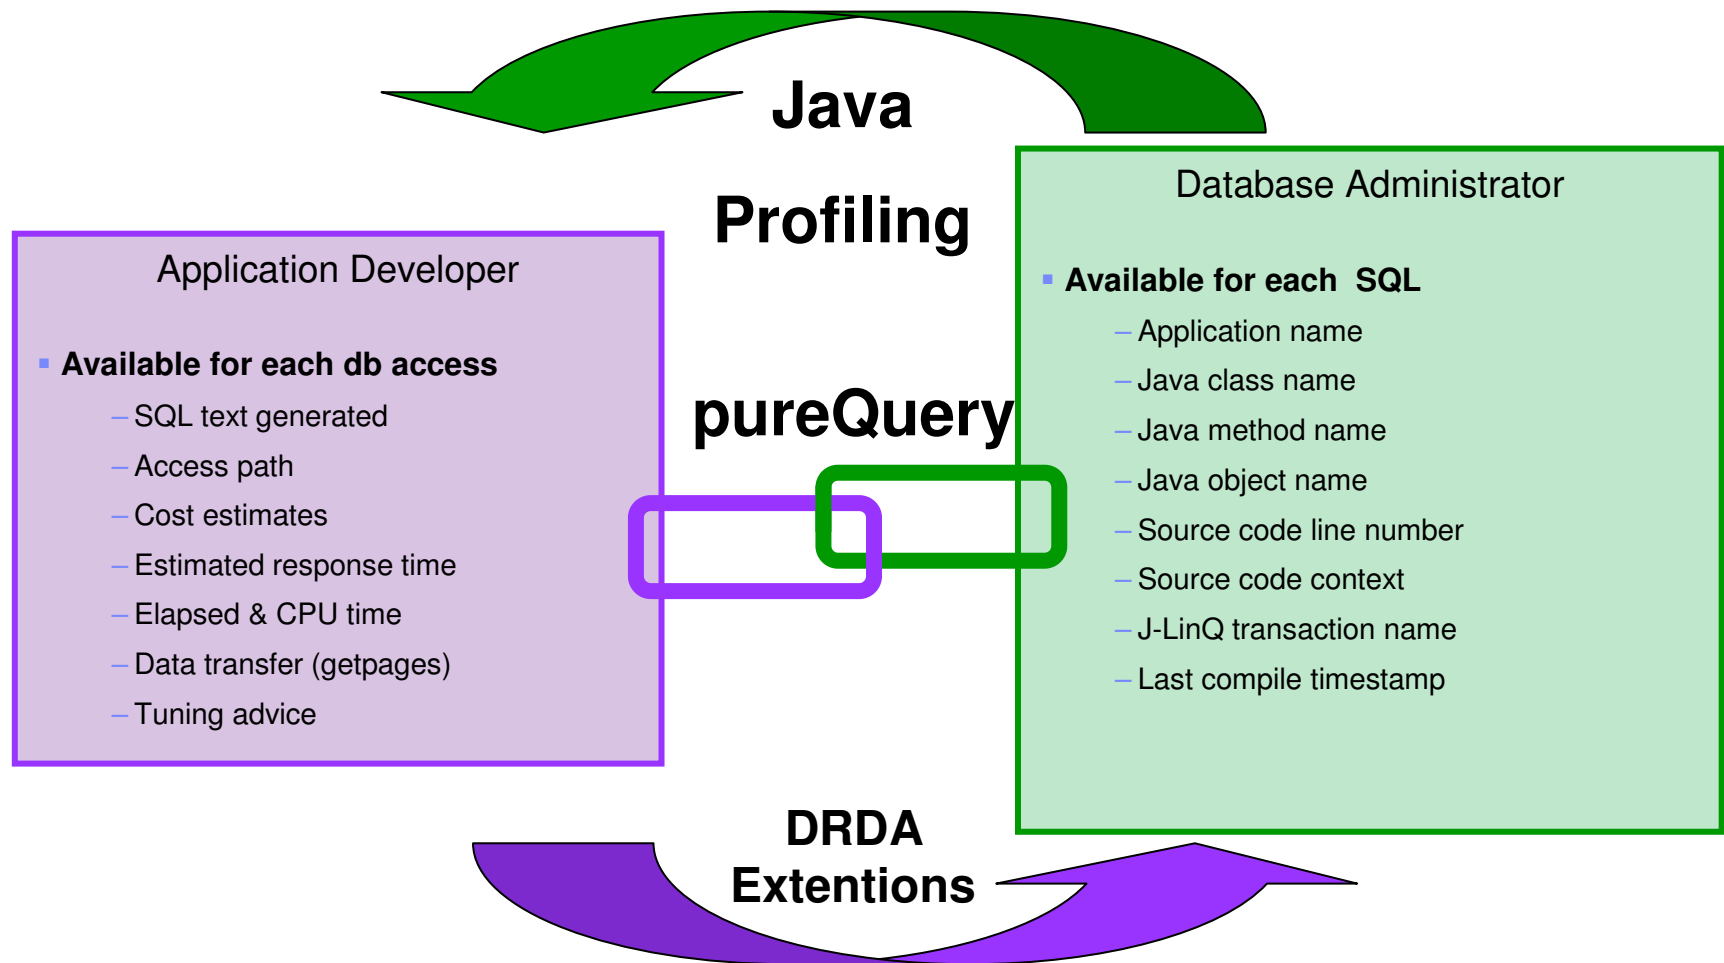 Java
Profiling
pureQuery
Application Developer
▪ Available for each db access
– SQL text generated
– Access path
– Cost estimates
– Estimated response time
– Elapsed & CPU time
– Data transfer (getpages)
– Tuning advice
Database Administrator
▪ Available for each  SQL
– Application name
– Java class name
– Java method name
– Java object name
– Source code line number
– Source code context
– J-LinQ transaction name
– Last compile timestamp
DRDA
Extentions